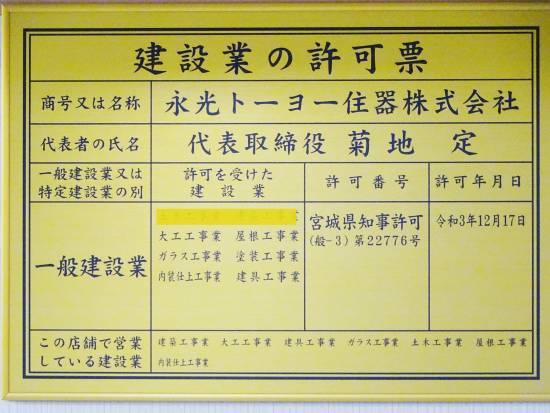 建設業の許可票
商号又は名称 永光トーヨー住器株式会社
代表者の氏名 代表取締役 菊地 定
一般建設業又は
特定建設業の別
許可を受けた
建設業
許可番号
許可年月日
一般建設業
大工工事業 屋根工事業
ガラス工事業 塗装工事業
内装仕上工事業 建具工事業
宮城県知事許可
(般-3)第22776号
令和3年12月17日
この店舗で営業
している建設業
建築工事業 大工工事業 建具工事業 ガラス工事業 土木工事業 屋根工事業
内装仕上工事業